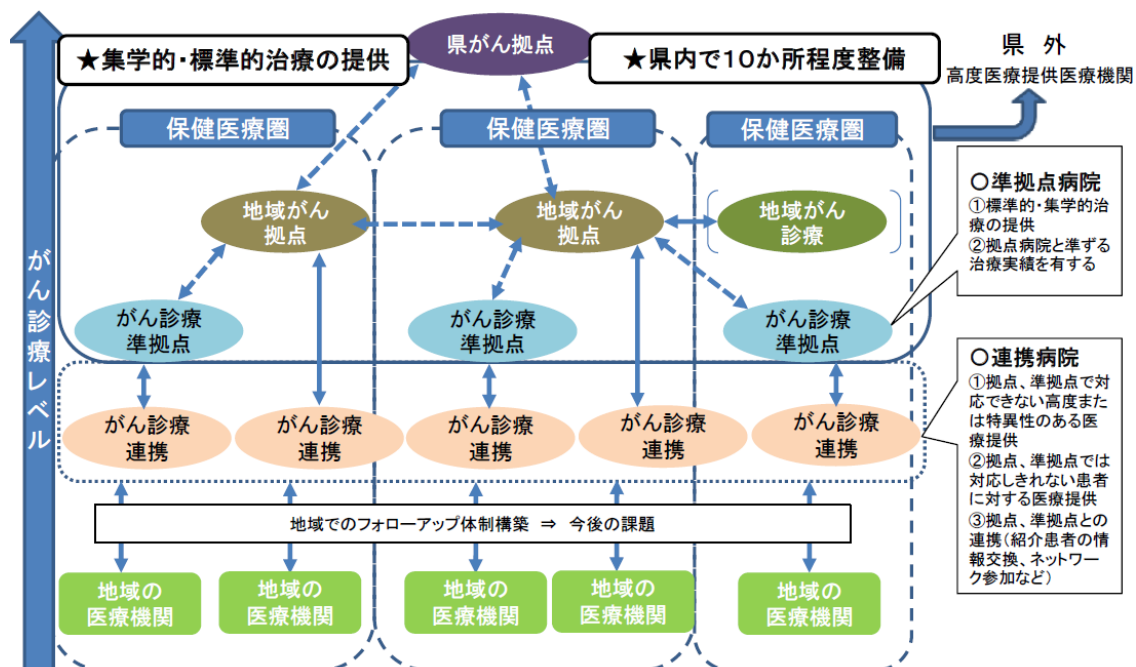 県がん拠点
★集学的・標準的治療の提供
★県内で10か所程度整備
県 外
高度医療提供医療機関
保健医療圏
保健医療圏
保健医療圏
がん診療レベル
地域がん
拠点
地域がん
拠点
地域がん
診療
○準拠点病院
①標準的・集学的治
療の提供
②拠点病院と準ずる
治療実績を有する
がん診療
準拠点
がん診療
準拠点
がん診療
準拠点
○連携病院
①拠点、準拠点で対
応できない高度また
は特異性のある医
療提供
②拠点、準拠点では
対応しきれない患者
に対する医療提供
③拠点、準拠点との
連携(紹介患者の情
報交換、ネットワー
ク参加など)
がん診療
連携
がん診療
連携
がん診療
連携
がん診療
連携
がん診療
連携
地域でのフォローアップ体制構築 ⇒ 今後の課題
地域の
医療機関
地域の
医療機関
地域の
医療機関
地域の
医療機関
地域の
医療機関